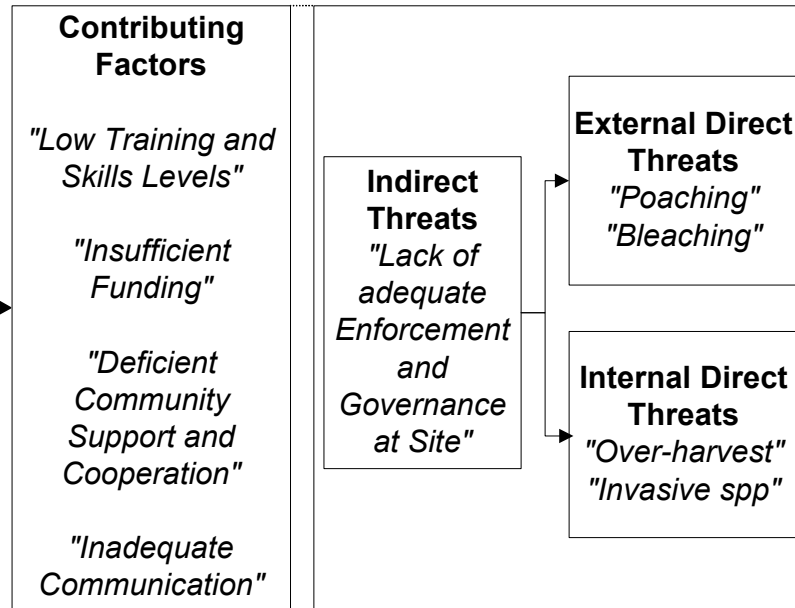 Contributing
Factors
"Low Training and
Skills Levels"
"Insufficient
Funding"
"Deficient
Community
Support and
Cooperation"
"Inadequate
Communication"
Indirect
Threats
"Lack of
adequate
Enforcement
and
Governance
at Site"
External Direct
Threats
"Poaching"
"Bleaching"
Internal Direct
Threats
"Over-harvest"
"Invasive spp"